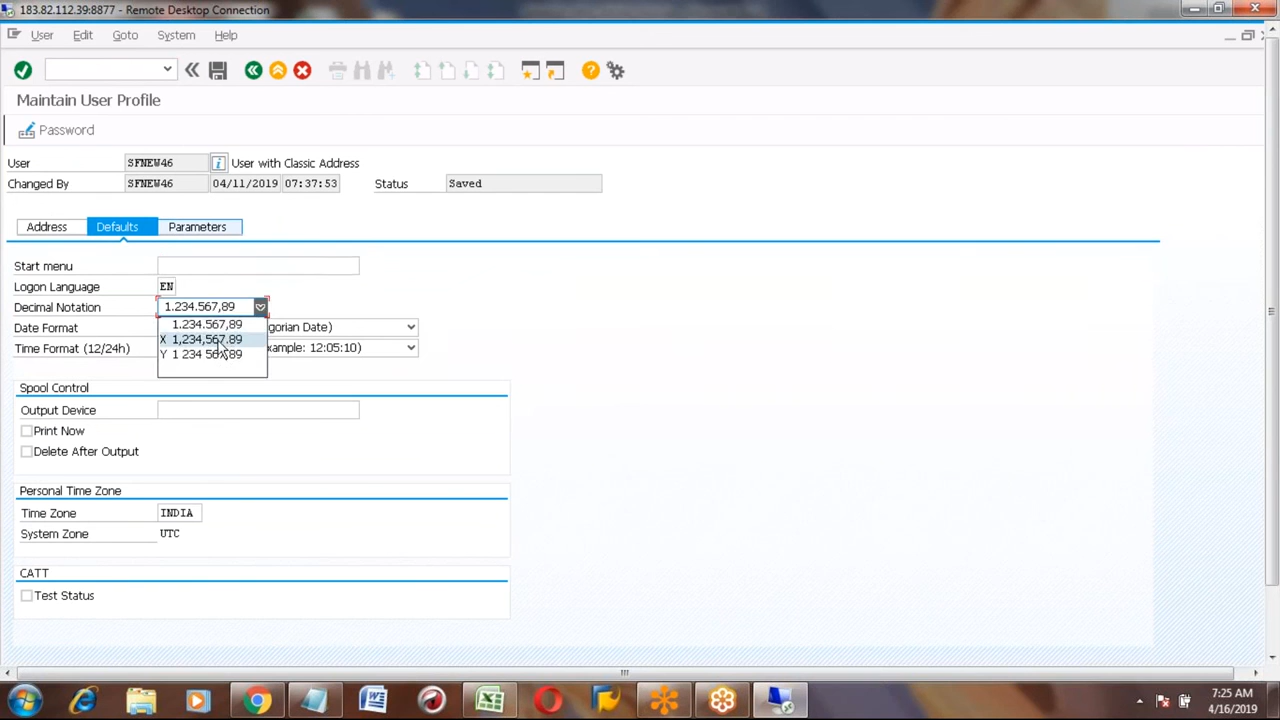 183.82.112.39:8877 - Remote Desktop Connection
User Edit Goto System Help
Maintain User Profile
Password
User SFNEW46 User with Classic Address
Changed By SFNEW46 04/11/2019 07:37:53 Status Saved
Address Defaults Parameters
Start menu
Logon Language EN
Decimal Notation 1.234.567,89
1.234.567,89
Date Format gorian Date)
X 1,234,567.89
Time Format (12/24h) xample: 12:05:10)
Y 1 234 567,89
Spool Control
Output Device
Print Now
Delete After Output
Personal Time Zone
Time Zone INDIA
System Zone UTC
CATT
Test Status
7:25 AM
4/16/2019